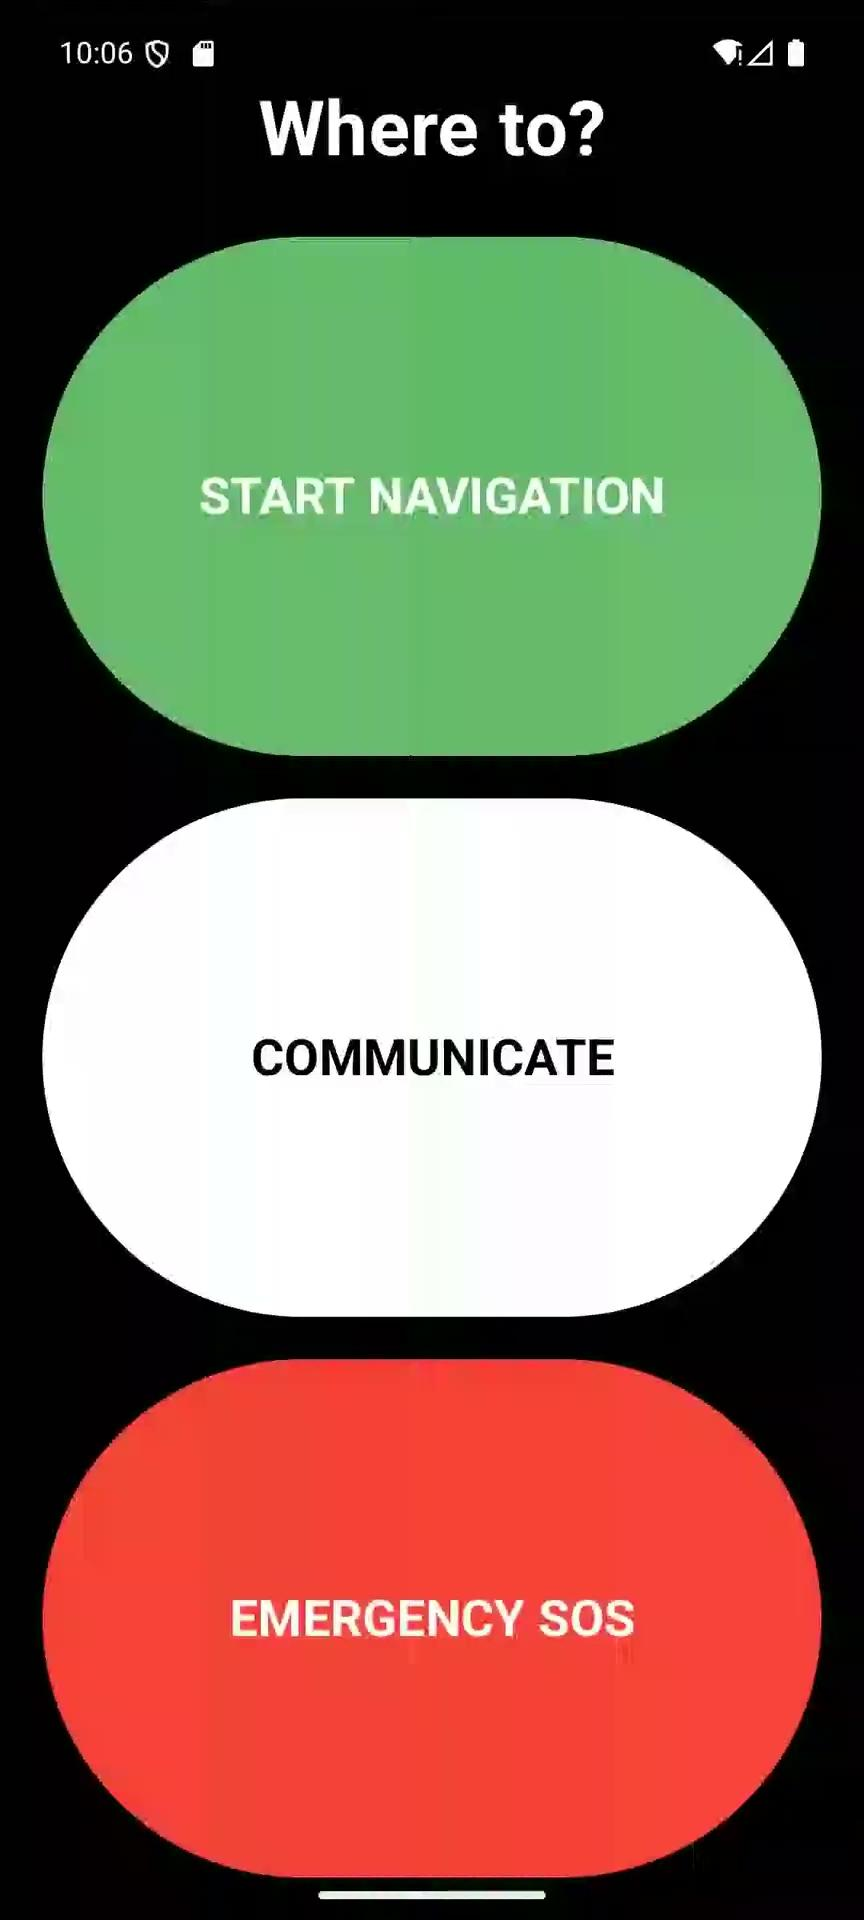 10:06
Where to?
START NAVIGATION
COMMUNICATE
EMERGENCY SOS